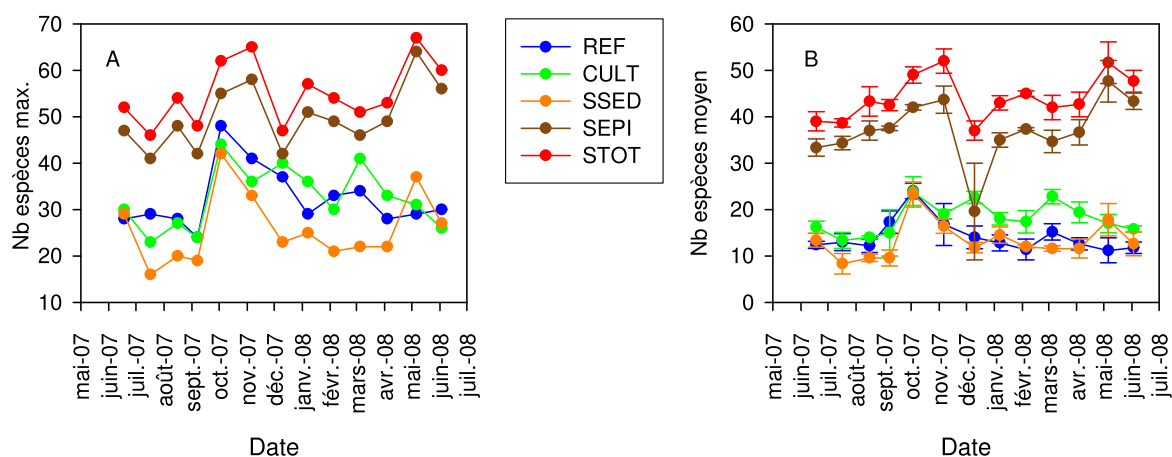 A
Nb espèces max.
70
60
50
40
30
20
10
mai-07
juin-07
juil.-07
août-07
sept.-07
oct.-07
nov.-07
déc.-07
janv.-08
févr.-08
mars-08
avr.-08
mai-08
juin-08
juil.-08
Date
REF
CULT
SSED
SEPI
STOT
B
Nb espèces moyen
60
50
40
30
20
10
0
mai-07
juin-07
juil.-07
août-07
sept.-07
oct.-07
nov.-07
déc.-07
janv.-08
févr.-08
mars-08
avr.-08
mai-08
juin-08
juil.-08
Date